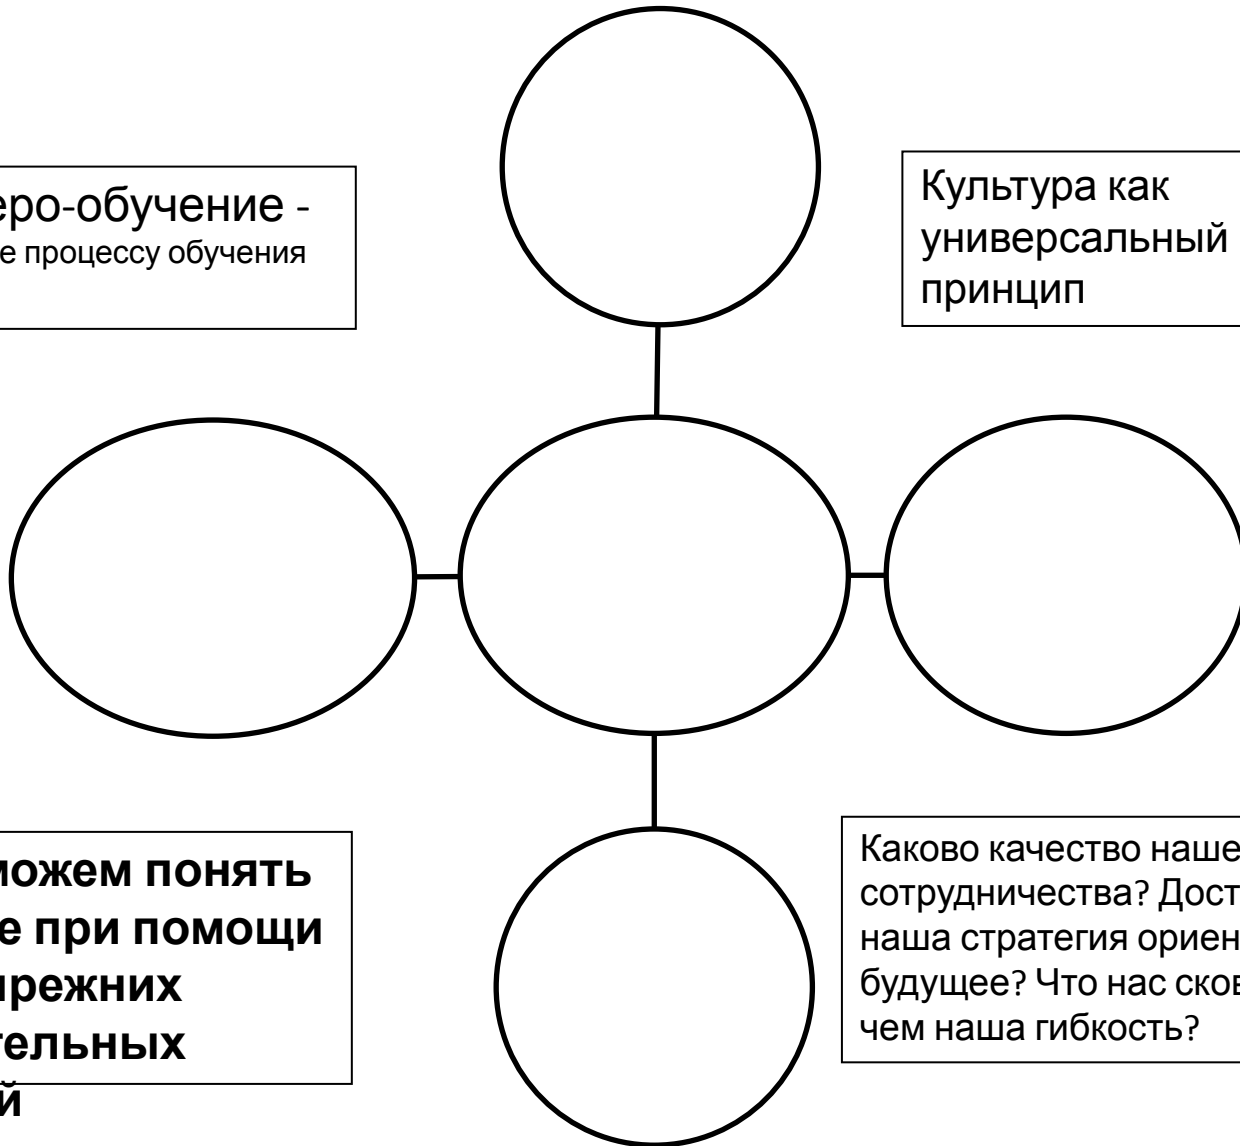 еро-обучение -
е процессу обучения
Культура как
универсальный
принцип
можем понять
е при помощи
прежних
тельных
й
Каково качество наше
сотрудничества? Дост
наша стратегия ориен
будущее? Что нас сков
чем наша гибкость?